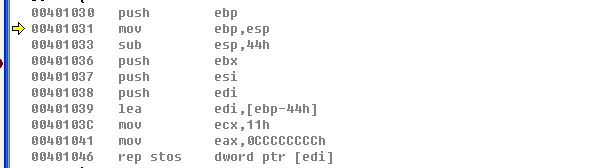 00401030 push ebp
00401031 mov ebp,esp
00401033 sub esp,44h
00401036 push ebx
00401037 push esi
00401038 push edi
00401039 lea edi,[ebp-44h]
0040103C mov ecx,11h
00401041 mov eax,0CCCCCCCCh
00401046 rep stos dword ptr [edi]